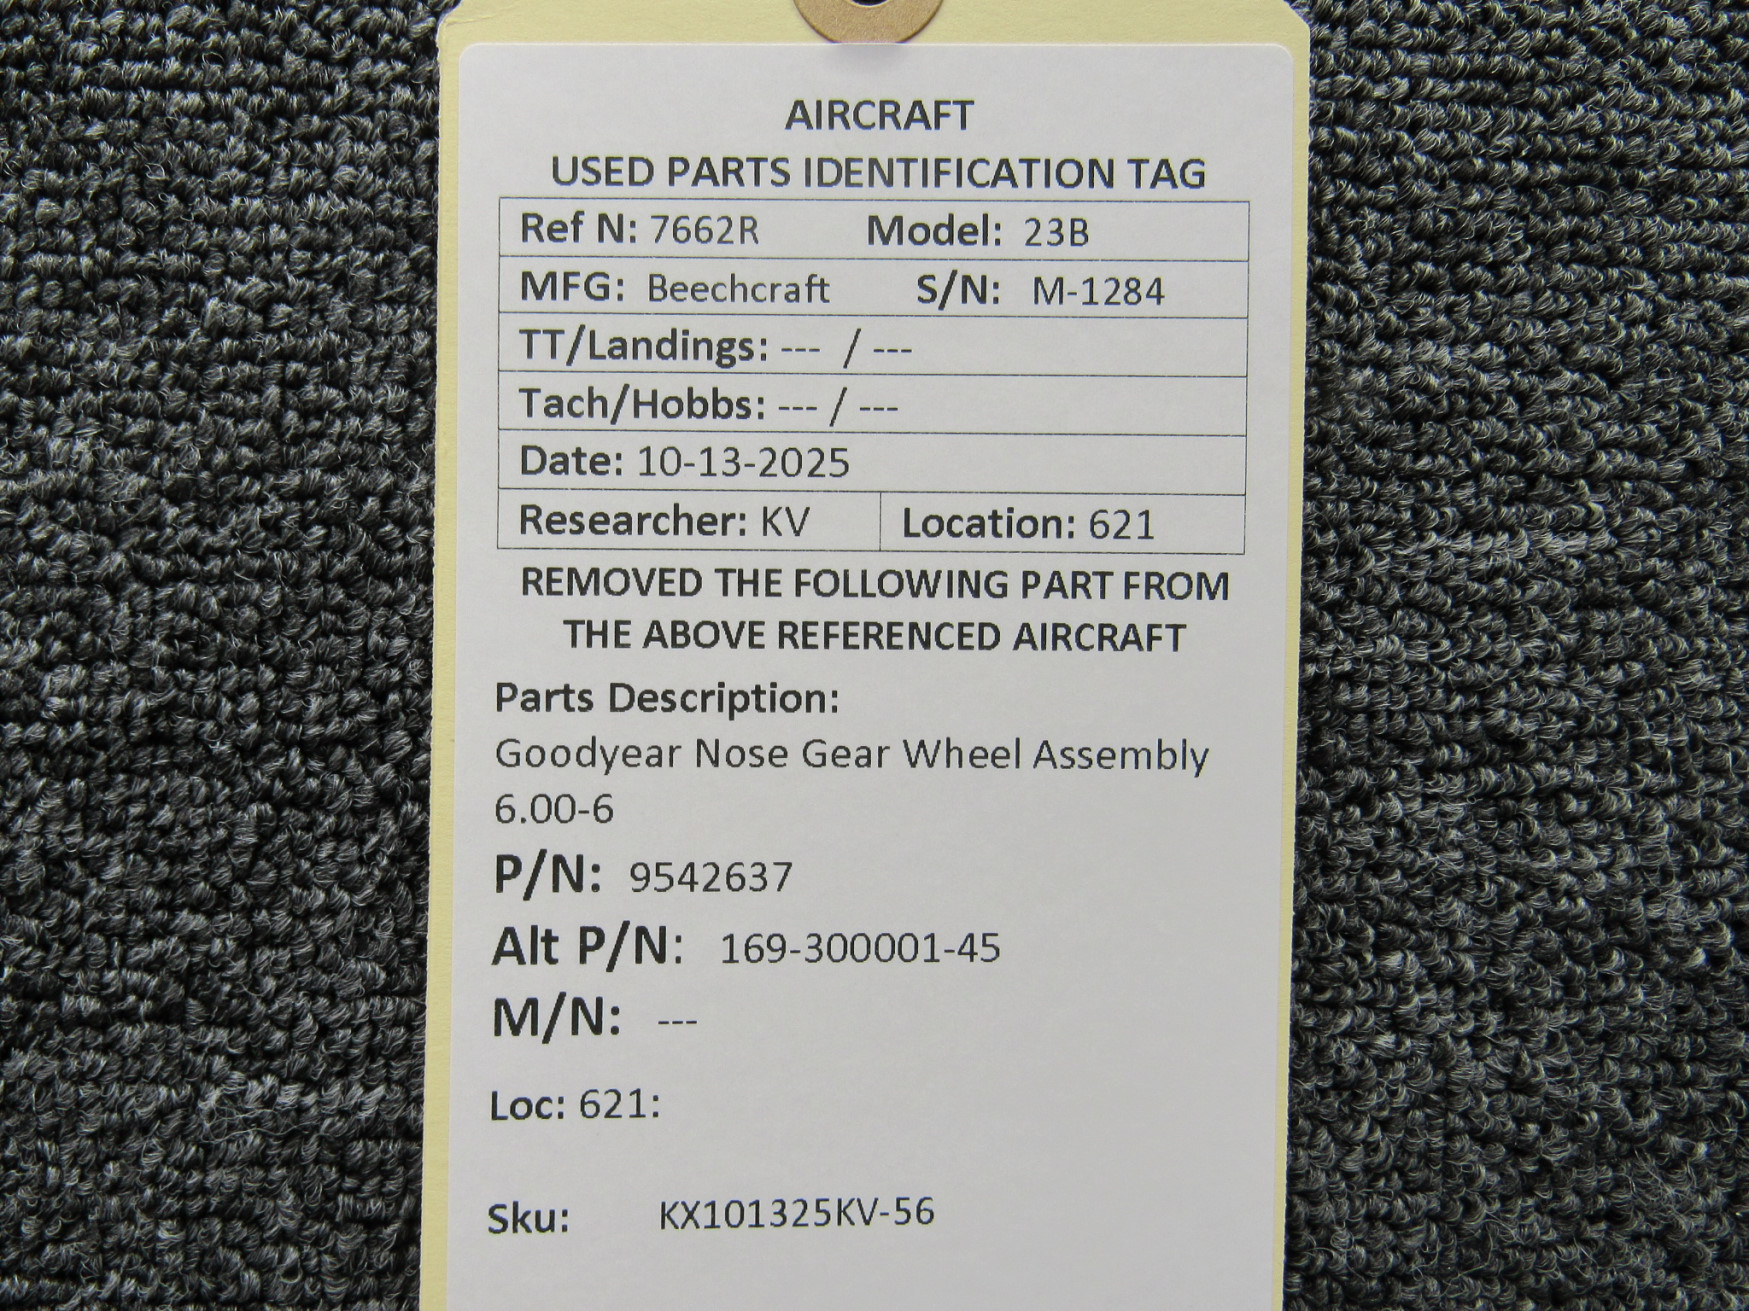 AIRCRAFT
USED PARTS IDENTIFICATION TAG
Ref N: 7662R Model: 23B
MFG: Beechcraft S/N: M-1284
TT/Landings: --- / ---
Tach/Hobbs: --- / ---
Date: 10-13-2025
Researcher: KV Location: 621
REMOVED THE FOLLOWING PART FROM
THE ABOVE REFERENCED AIRCRAFT
Parts Description:
Goodyear Nose Gear Wheel Assembly
6.00-6
P/N: 9542637
Alt P/N: 169-300001-45
M/N: ---
Loc: 621:
Sku: KX101325KV-56